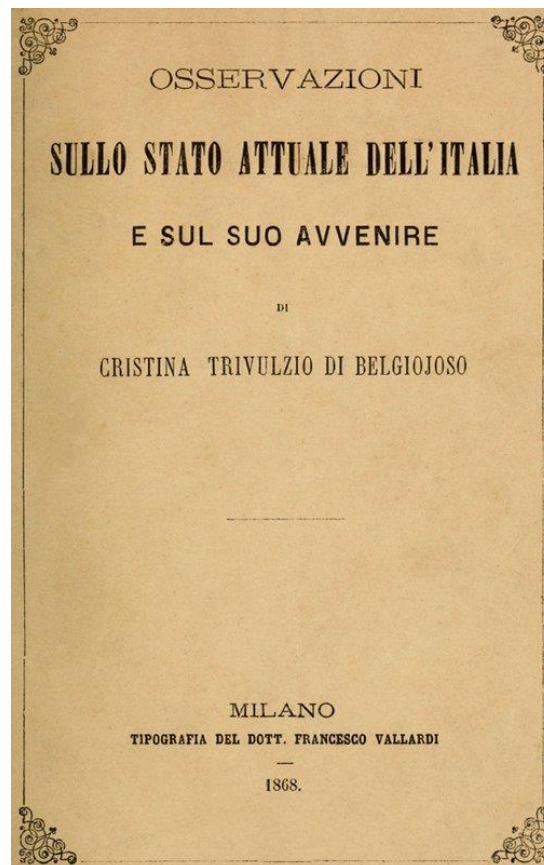 OSSERVAZIONI
SULLO STATO ATTUALE DELL'ITALIA
E SUL SUO AVVENIRE
DI
CRISTINA TRIVULZIO DI BELGIOJOSO
MILANO
TIPOGRAFIA DEL DOTT. FRANCESCO VALLARDI
1868.